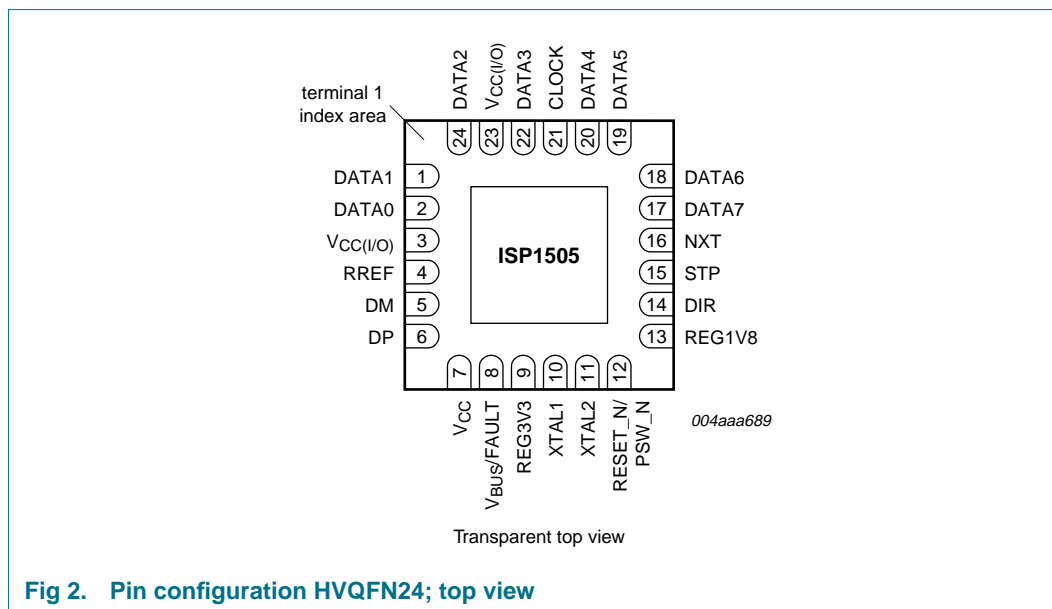 DATA2
VCC(I/O)
DATA3
CLOCK
DATA4
DATA5
terminal 1
index area
24
23
22
21
20
19
DATA1 1
DATA0 2
VCC(I/O) 3
RREF 4
DM 5
DP 6
ISP1505
18 DATA6
17 DATA7
16 NXT
15 STP
14 DIR
13 REG1V8
7
8
9
10
11
12
VCC
VBUS/FAULT
REG3V3
XTAL1
XTAL2
RESET_N/
PSW_N
004aaa689
Transparent top view
Fig 2. Pin configuration HVQFN24; top view